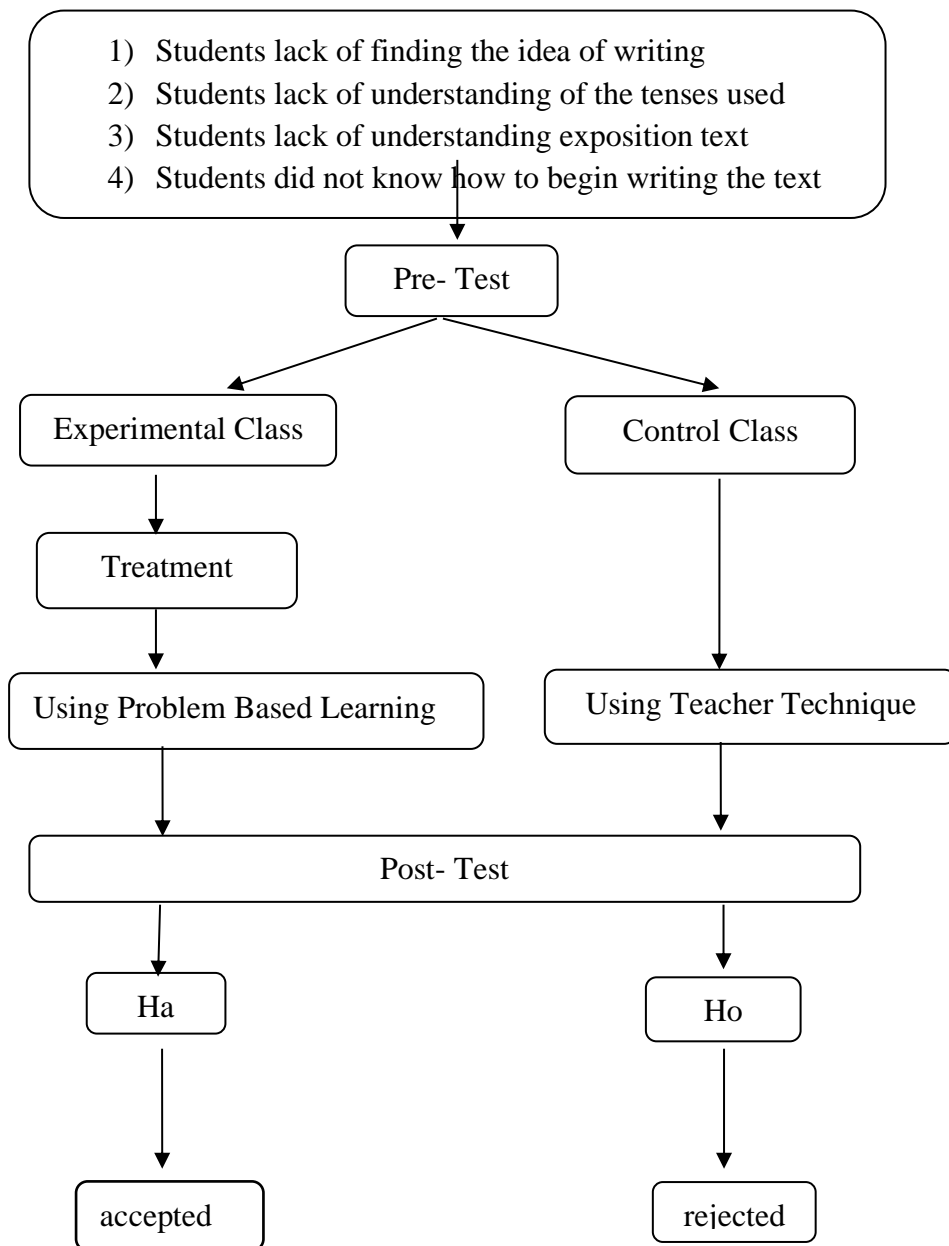 1) Students lack of finding the idea of writing
2) Students lack of understanding of the tenses used
3) Students lack of understanding exposition text
4) Students did not know how to begin writing the text
Pre- Test
Experimental Class
Control Class
Treatment
Using Problem Based Learning
Using Teacher Technique
Post- Test
Ha
Ho
accepted
rejected